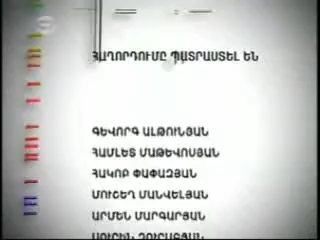 ՀԱՂՈՐԴՈՒՄԸ ՊԱՏՐԱՍՏԵԼ ԵՆ
ԳԵՎՈՐԳ ԱԼԹՈՒՆՅԱՆ
ՀԱՄԼԵՏ ՄԱԹԵՎՈՍՅԱՆ
ՀԱԿՈԲ ՓԱՓԱԶՅԱՆ
ՄՈՒՇԵՂ ՄԱՆՎԵԼՅԱՆ
ԱՐՄԵՆ ՄԱՐԳԱՐՅԱՆ